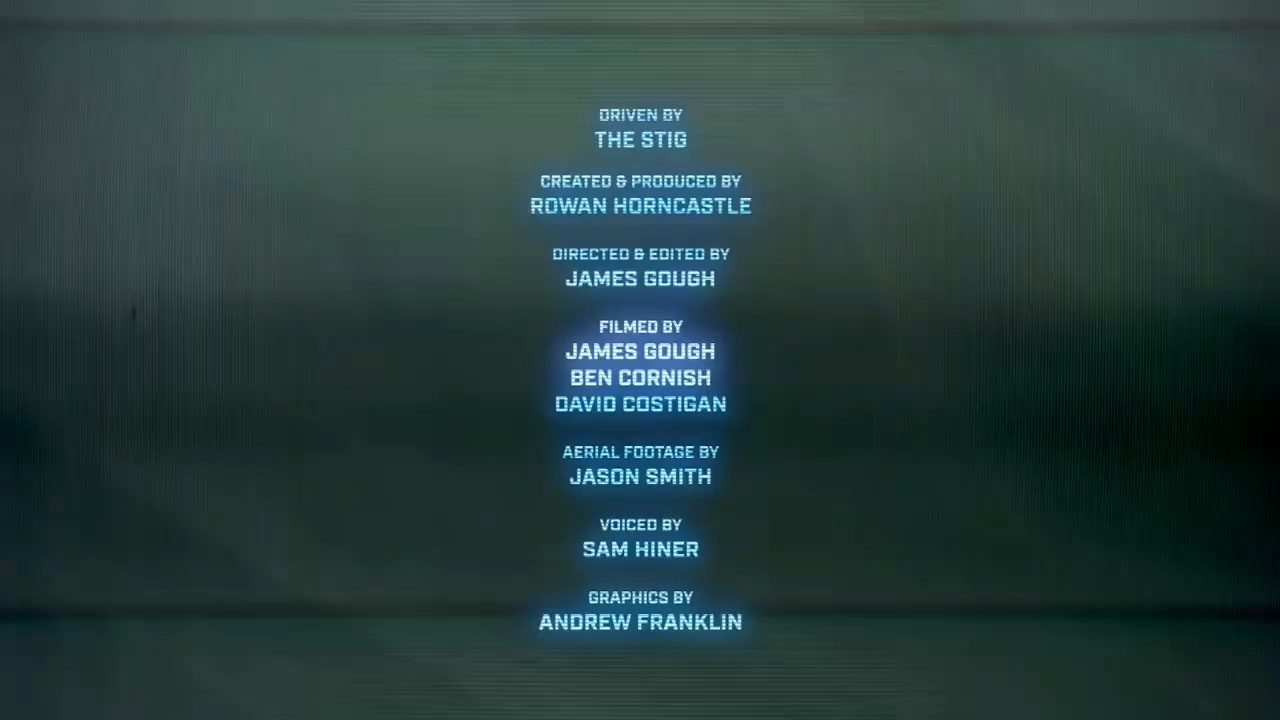 DRIVEN BY
THE STIG
CREATED & PRODUCED BY
ROWAN HORNCASTLE
DIRECTED & EDITED BY
JAMES GOUGH
FILMED BY
JAMES GOUGH
BEN CORNISH
DAVID COSTIGAN
AERIAL FOOTAGE BY
JASON SMITH
VOICED BY
SAM HINER
GRAPHICS BY
ANDREW FRANKLIN